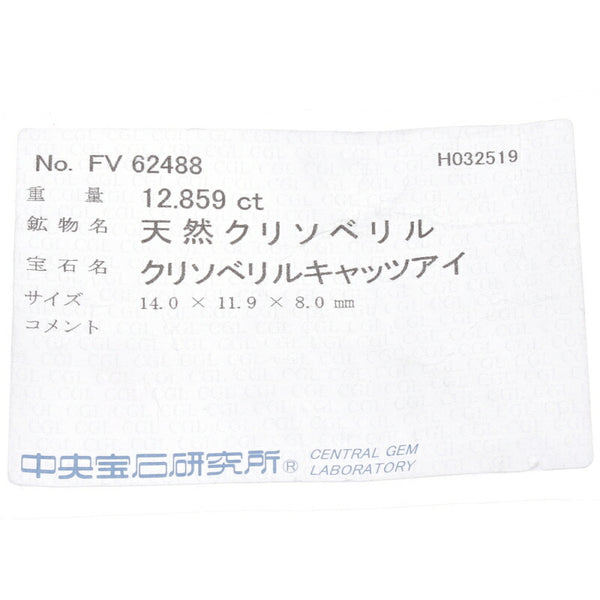 No. FV 62488 H032519
重量 12.859 ct
鉱物名 天然クリソベリル
宝石名 クリソベリルキャッツアイ
サイズ 14.0 × 11.9 × 8.0 mm
コメント
中央宝石研究所® CENTRAL GEM
LABORATORY